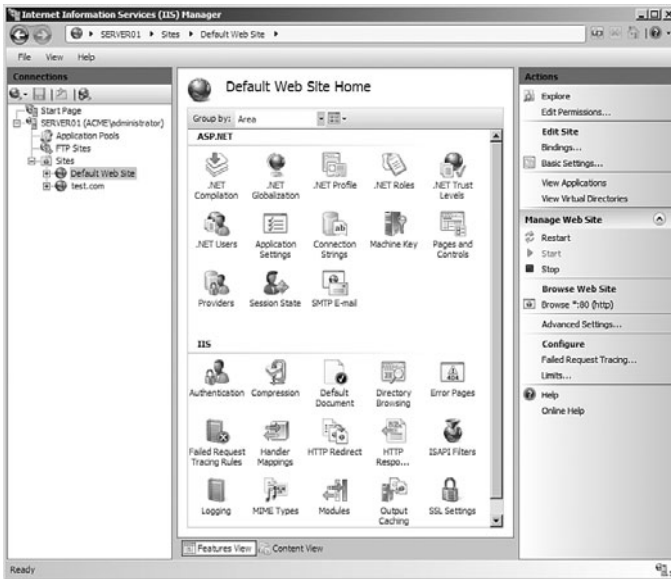 Internet Information Services (IIS) Manager
SERVER01 Sites Default Web Site
File View Help
Connections
Start Page
SERVER01 (ACME\administrator)
Application Pools
FTP Sites
Sites
Default Web Site
test.com
Default Web Site Home
Group by: Area
ASP.NET
.NET Compilation
.NET Globalization
.NET Profile
.NET Roles
.NET Trust Levels
.NET Users
Application Settings
Connection Strings
Machine Key
Pages and Controls
Providers
Session State
SMTP E-mail
IIS
Authentication
Compression
Default Document
Directory Browsing
Error Pages
Failed Request Tracing Rules
Handler Mappings
HTTP Redirect
HTTP Respo...
ISAPI Filters
Logging
MIME Types
Modules
Output Caching
SSL Settings
Features View
Content View
Actions
Explore
Edit Permissions...
Edit Site
Bindings...
Basic Settings...
View Applications
View Virtual Directories
Manage Web Site
Restart
Start
Stop
Browse Web Site
Browse *:80 (http)
Advanced Settings...
Configure
Failed Request Tracing...
Limits...
Help
Online Help
Ready